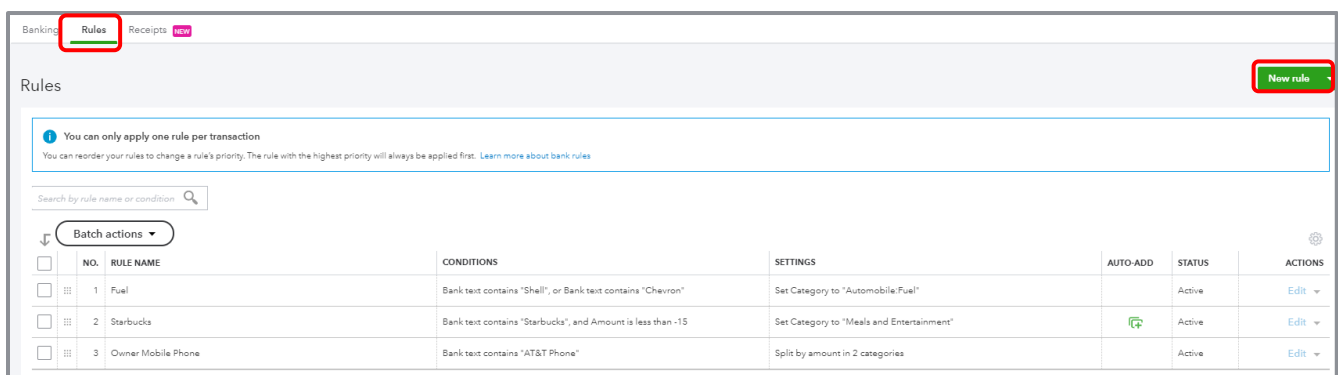 Banking Rules Receipts NEW
Rules
New rule
You can only apply one rule per transaction
You can reorder your rules to change a rule's priority. The rule with the highest priority will always be applied first. Learn more about bank rules
Search by rule name or condition
Batch actions
NO. RULE NAME CONDITIONS SETTINGS AUTO-ADD STATUS ACTIONS
1 Fuel Bank text contains "Shell", or Bank text contains "Chevron" Set Category to "Automobile:Fuel" Active Edit
2 Starbucks Bank text contains "Starbucks", and Amount is less than -15 Set Category to "Meals and Entertainment" Active Edit
3 Owner Mobile Phone Bank text contains "AT&T Phone" Split by amount in 2 categories Active Edit